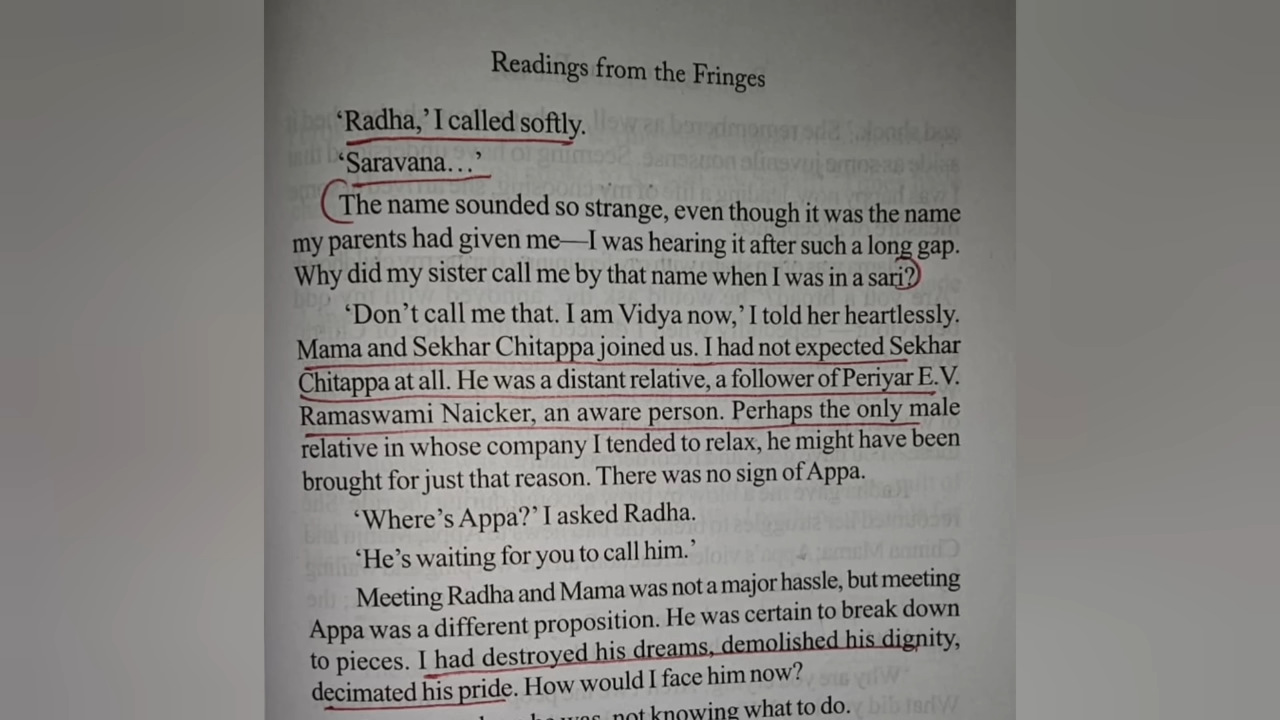 Readings from the Fringes
‘Radha,’ I called softly.
‘Saravana…’
The name sounded so strange, even though it was the name
my parents had given me—I was hearing it after such a long gap.
Why did my sister call me by that name when I was in a sari?
‘Don’t call me that. I am Vidya now,’ I told her heartlessly.
Mama and Sekhar Chitappa joined us. I had not expected Sekhar
Chitappa at all. He was a distant relative, a follower of Periyar E.V.
Ramaswami Naicker, an aware person. Perhaps the only male
relative in whose company I tended to relax, he might have been
brought for just that reason. There was no sign of Appa.
‘Where’s Appa?’ I asked Radha.
‘He’s waiting for you to call him.’
Meeting Radha and Mama was not a major hassle, but meeting
Appa was a different proposition. He was certain to break down
to pieces. I had destroyed his dreams, demolished his dignity,
decimated his pride. How would I face him now?
not knowing what to do.